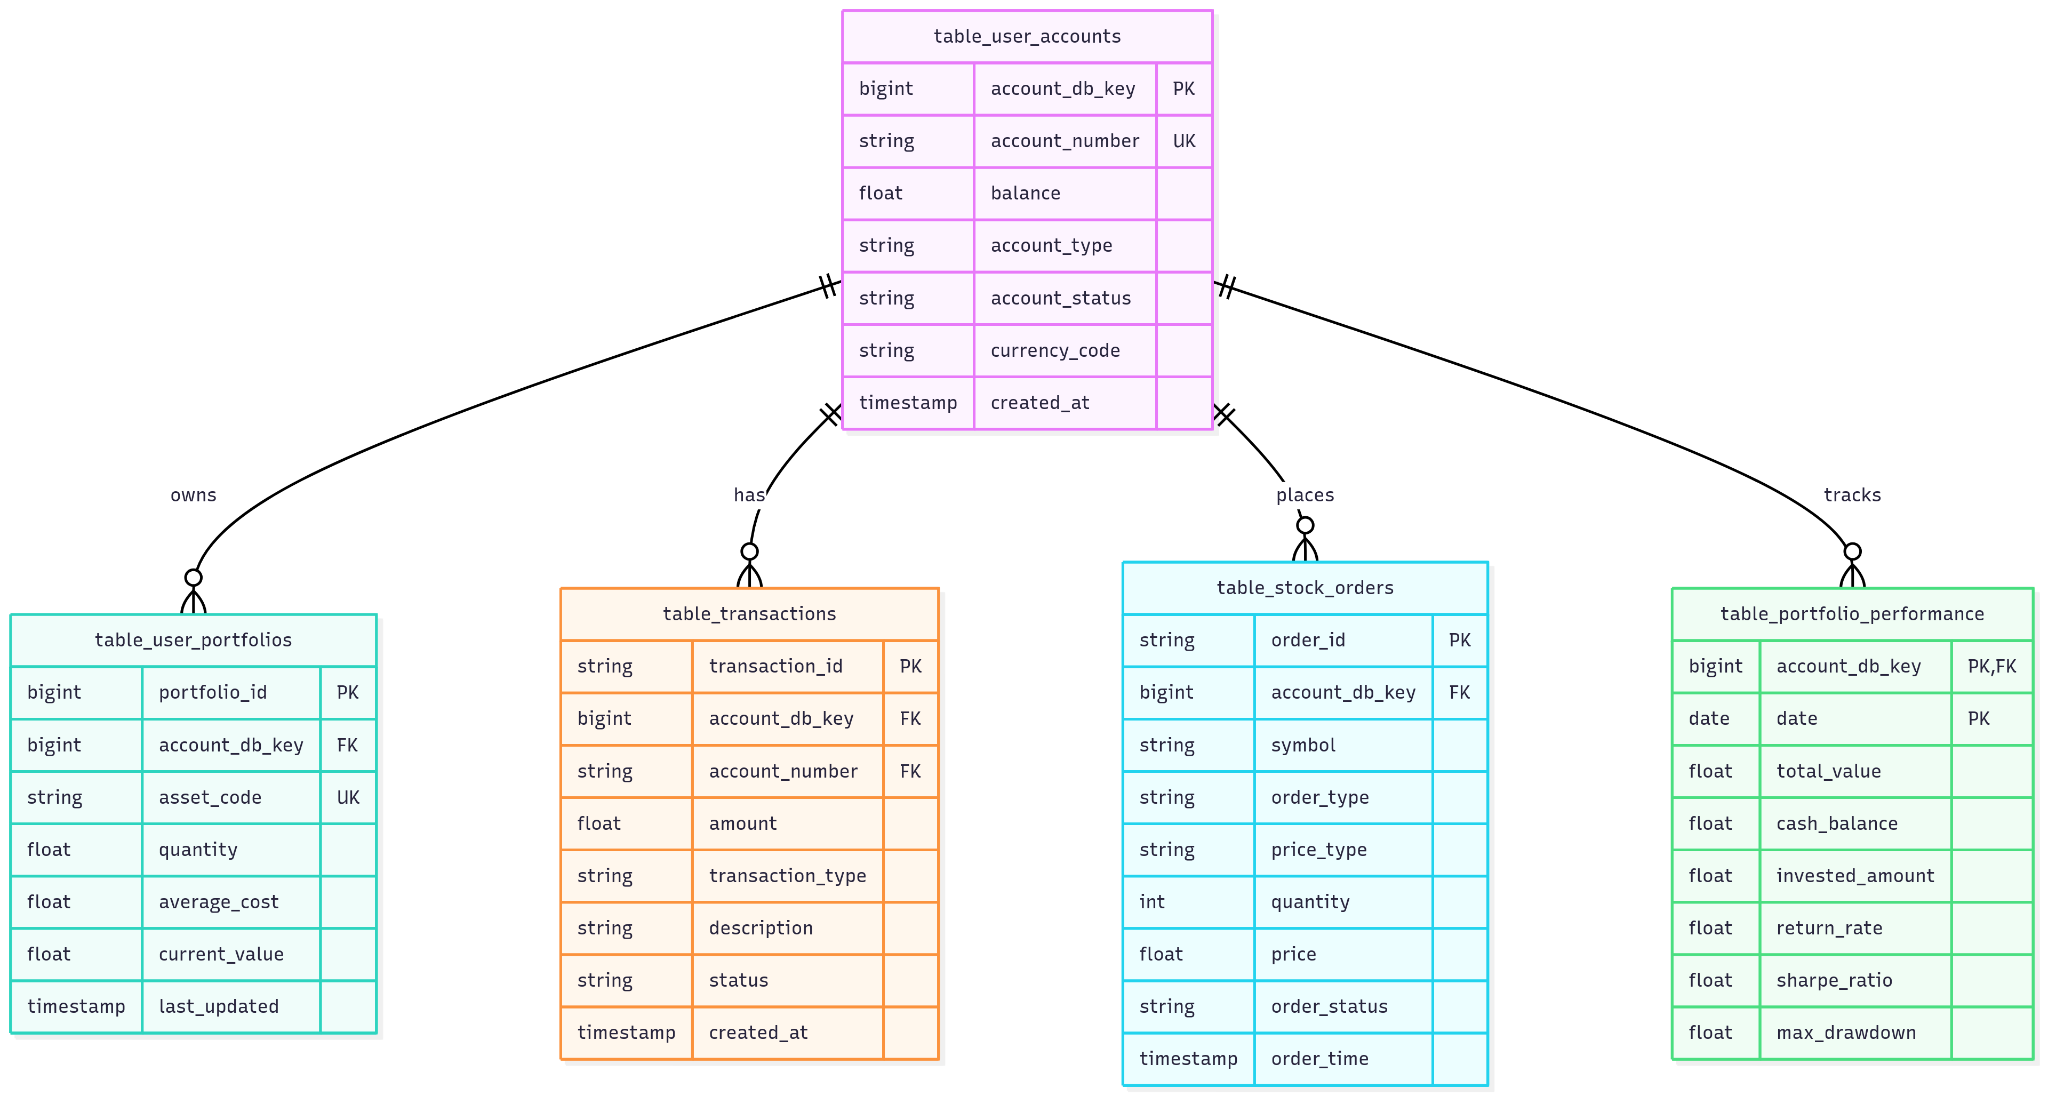 table_user_accounts
bigint account_db_key PK
string account_number UK
float balance
string account_type
string account_status
string currency_code
timestamp created_at
owns
has
places
tracks
table_user_portfolios
bigint portfolio_id PK
bigint account_db_key FK
string asset_code UK
float quantity
float average_cost
float current_value
timestamp last_updated
table_transactions
string transaction_id PK
bigint account_db_key FK
string account_number FK
float amount
string transaction_type
string description
string status
timestamp created_at
table_stock_orders
string order_id PK
bigint account_db_key FK
string symbol
string order_type
string price_type
int quantity
float price
string order_status
timestamp order_time
table_portfolio_performance
bigint account_db_key PK,FK
date date PK
float total_value
float cash_balance
float invested_amount
float return_rate
float sharpe_ratio
float max_drawdown